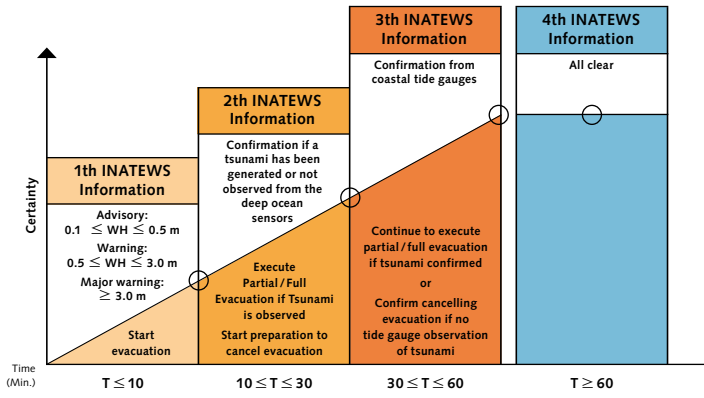 1th INATEWS
Information
Advisory:
0.1 ≤ WH ≤ 0.5 m
Warning:
0.5 ≤ WH ≤ 3.0 m
Major warning:
≥ 3.0 m
Start
evacuation
2th INATEWS
Information
Confirmation if a
tsunami has been
generated or not
observed from the
deep ocean
sensors
Execute
Partial / Full
Evacuation if Tsunami
is observed
Start preparation to
cancel evacuation
3th INATEWS
Information
Confirmation from
coastal tide gauges
Continue to execute
partial / full evacuation
if tsunami confirmed
or
Confirm cancelling
evacuation if no
tide gauge observation
of tsunami
4th INATEWS
Information
All clear
Certainty
Time
(Min.)
T ≤ 10
10 ≤ T ≤ 30
30 ≤ T ≤ 60
T ≥ 60